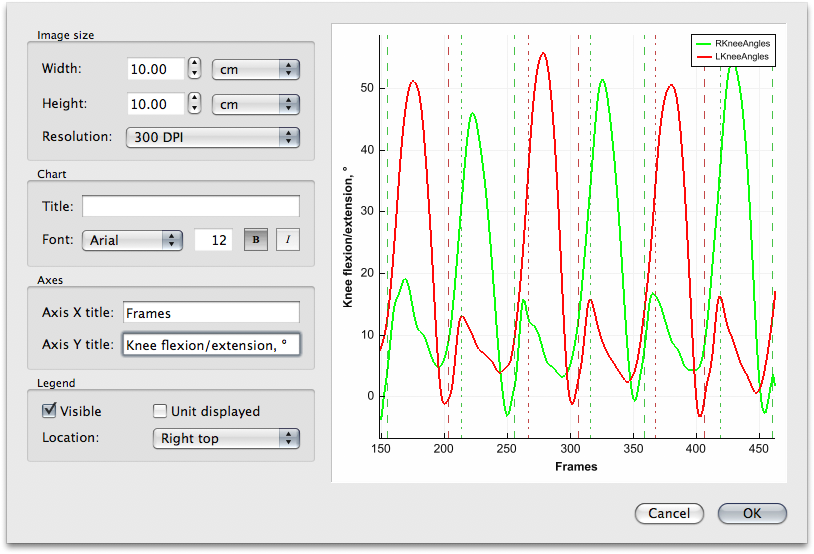 Image size
Width: 10.00 cm
Height: 10.00 cm
Resolution: 300 DPI
Chart
Title:
Font: Arial 12 B I
Axes
Axis X title: Frames
Axis Y title: Knee flexion/extension, °
Legend
Visible Unit displayed
Location: Right top
RKneeAngles
LKneeAngles
Knee flexion/extension, °
50
40
30
20
10
0
150 200 250 300 350 400 450
Frames
Cancel OK